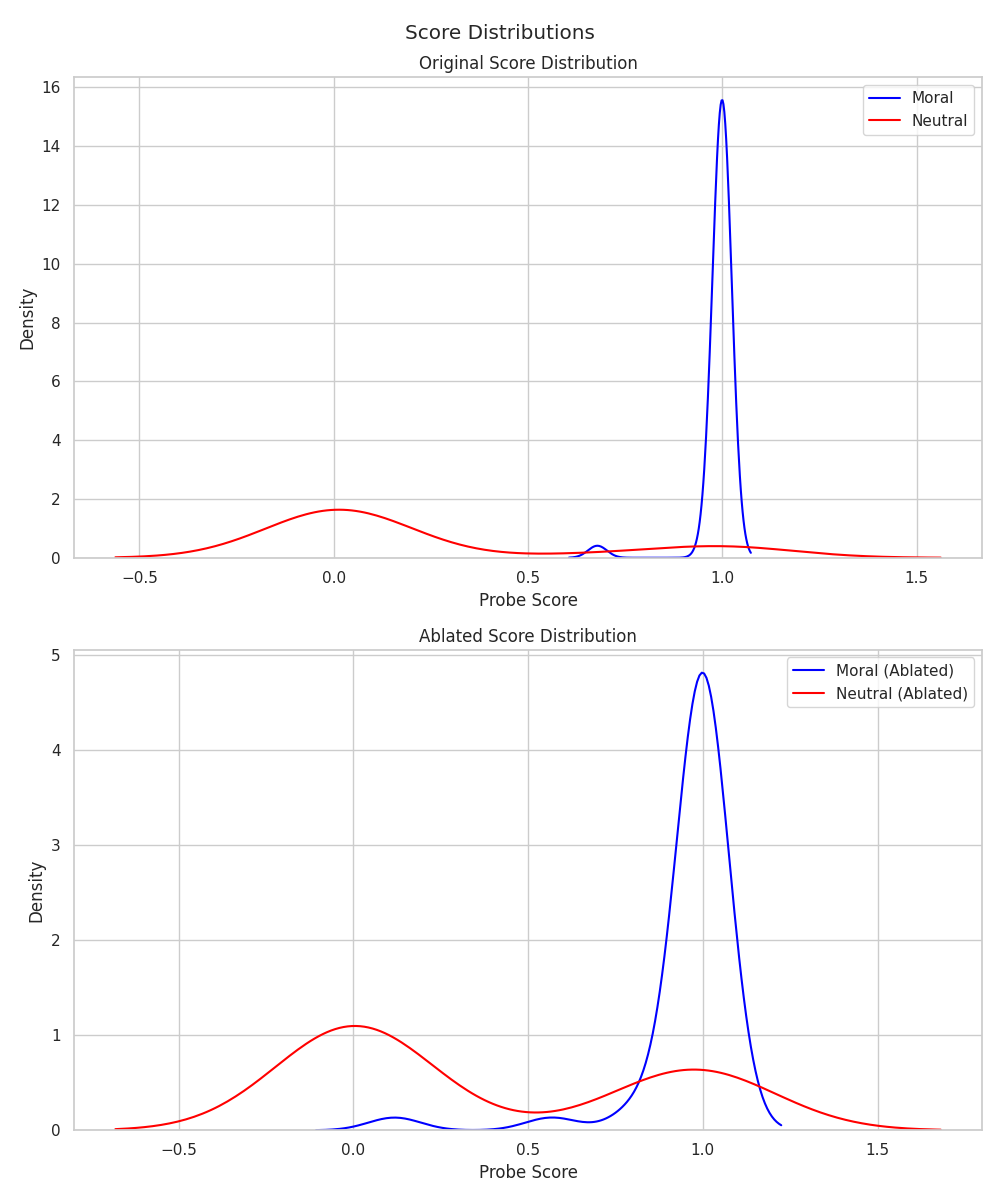 Score Distributions
Original Score Distribution
16
14
12
10
8
6
4
2
0
Density
Moral
Neutral
−0.5 0.0 0.5 1.0 1.5
Probe Score
Ablated Score Distribution
5
4
3
2
1
0
Density
Moral (Ablated)
Neutral (Ablated)
−0.5 0.0 0.5 1.0 1.5
Probe Score